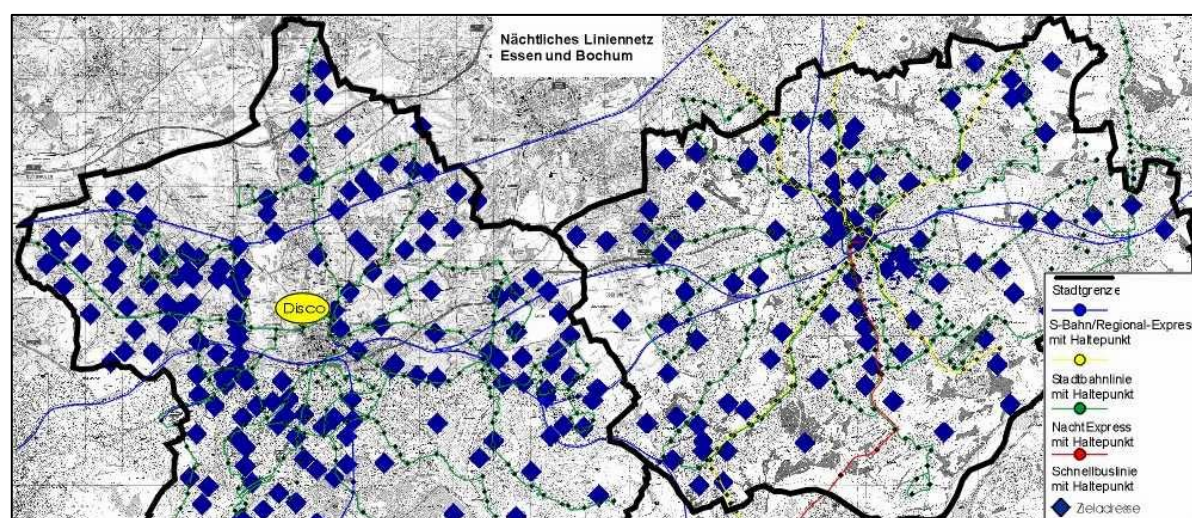 Nächtliches Liniennetz
Essen und Bochum
Disco
Stadtgrenze
S-Bahn/Regional-Express
mit Haltepunkt
Stadtbahnlinie
mit Haltepunkt
NachtExpress
mit Haltepunkt
Schnellbuslinie
mit Haltepunkt
Zieladresse